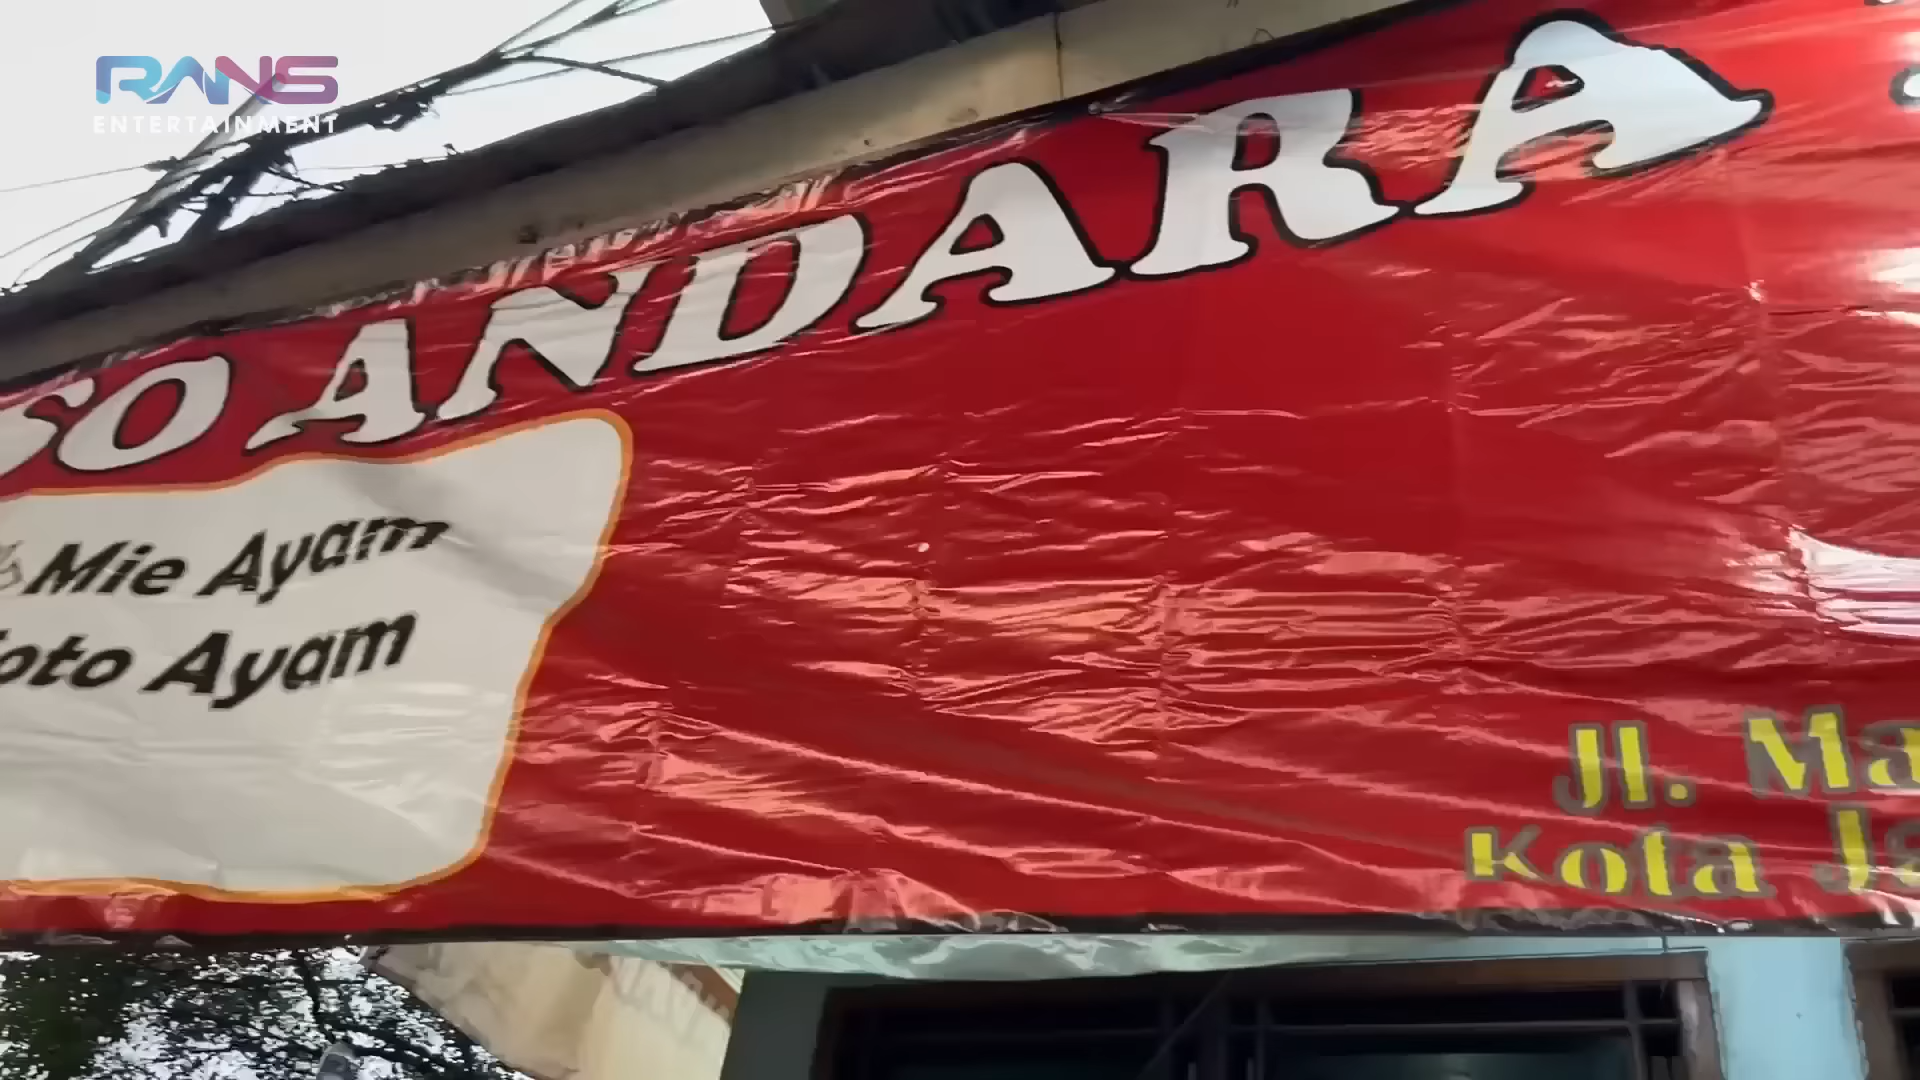 RANS
ENTERTAINMENT
SO ANDARA
Mie Ayam
oto Ayam
Jl. Ma
Kota Ja